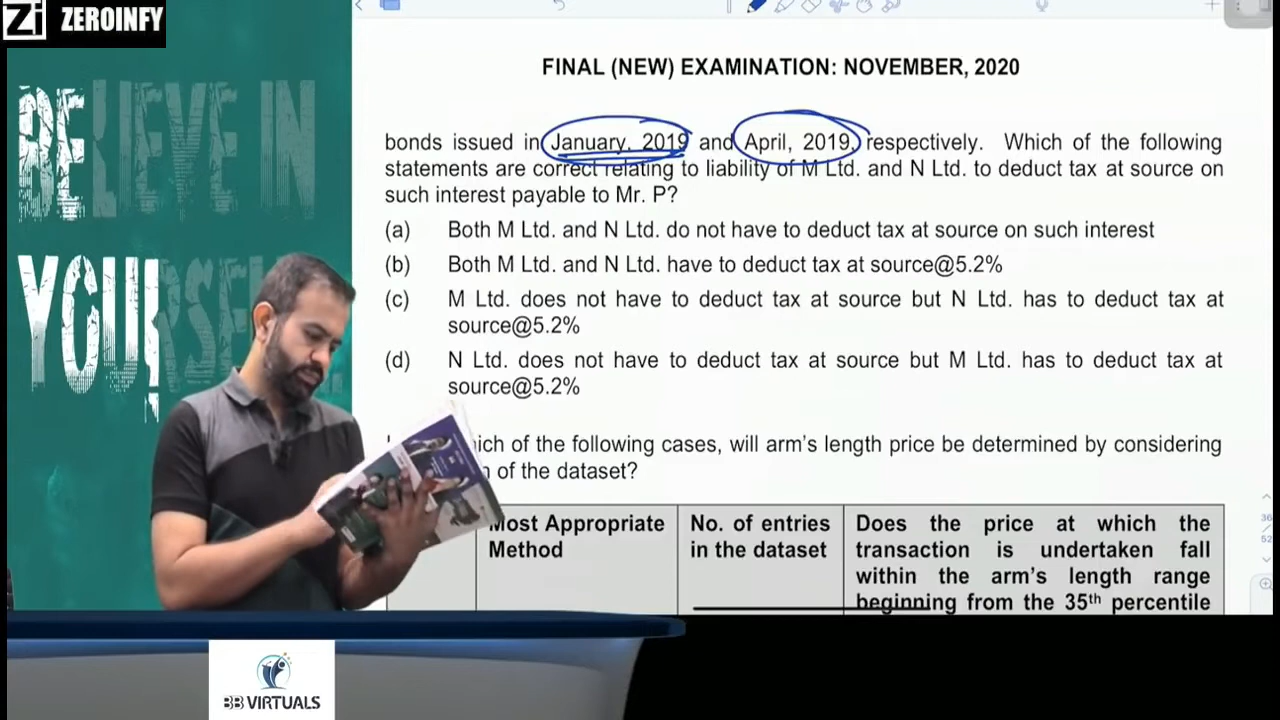 Zi ZEROINFY
BELIEVE IN
YOURSELF
FINAL (NEW) EXAMINATION: NOVEMBER, 2020
bonds issued in January, 2019 and April, 2019, respectively. Which of the following
statements are correct relating to liability of M Ltd. and N Ltd. to deduct tax at source on
such interest payable to Mr. P?
(a) Both M Ltd. and N Ltd. do not have to deduct tax at source on such interest
(b) Both M Ltd. and N Ltd. have to deduct tax at source@5.2%
(c) M Ltd. does not have to deduct tax at source but N Ltd. has to deduct tax at
source@5.2%
(d) N Ltd. does not have to deduct tax at source but M Ltd. has to deduct tax at
source@5.2%
of the following cases, will arm's length price be determined by considering
of the dataset?
Most Appropriate
Method
No. of entries
in the dataset
Does the price at which the
transaction is undertaken fall
within the arm's length range
beginning from the 35th percentile
36
52
BB VIRTUALS